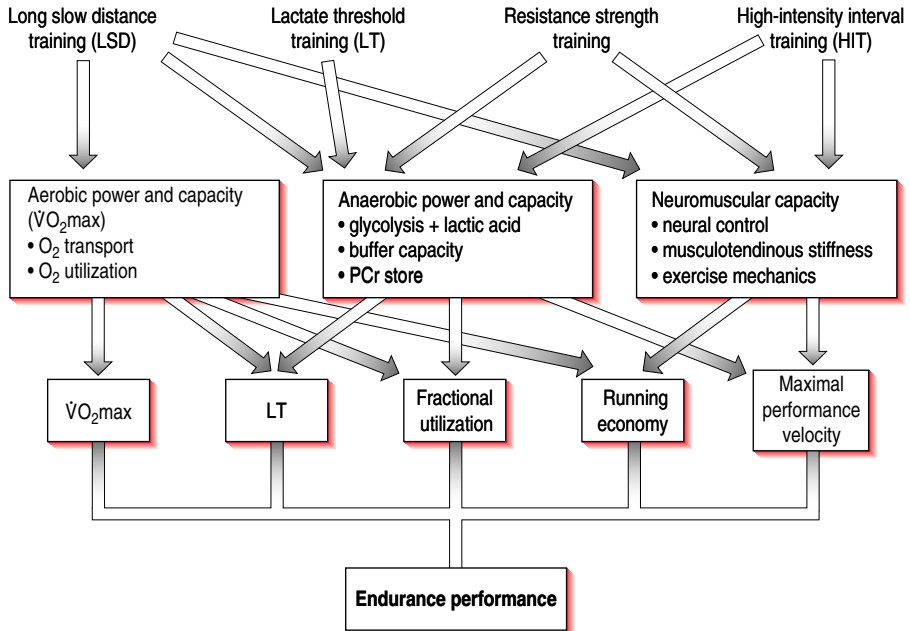 Long slow distance
training (LSD)
Lactate threshold
training (LT)
Resistance strength
training
High-intensity interval
training (HIT)
Aerobic power and capacity
(V̇O₂max)
• O₂ transport
• O₂ utilization
Anaerobic power and capacity
• glycolysis + lactic acid
• buffer capacity
• PCr store
Neuromuscular capacity
• neural control
• musculotendinous stiffness
• exercise mechanics
V̇O₂max
LT
Fractional
utilization
Running
economy
Maximal
performance
velocity
Endurance performance